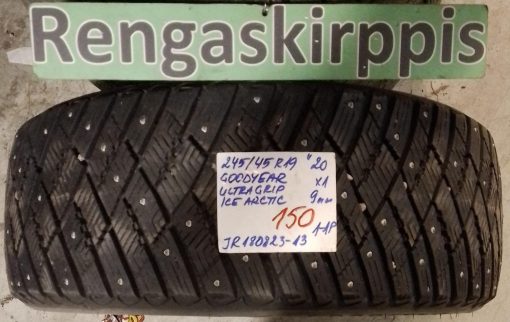 Rengaskirppis
245/45 R19 "20
GOODYEAR X1
ULTRAGRIP
ICE ARCTIC 9mm
150
JR180823-13